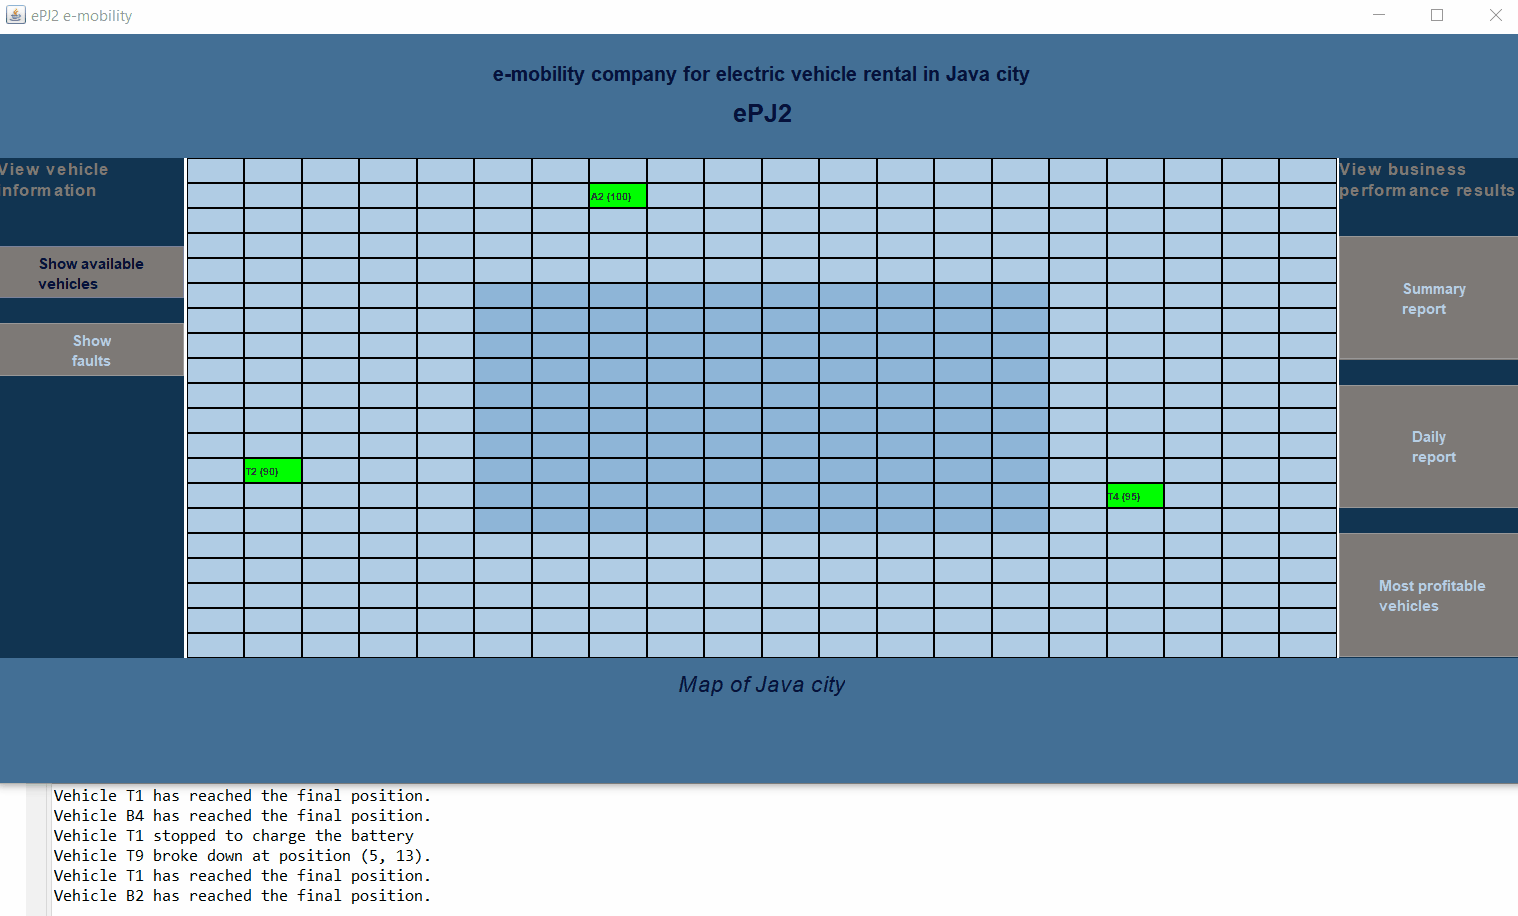 ePJ2 e-mobility
e-mobility company for electric vehicle rental in Java city
ePJ2
View vehicle
information
Show available
vehicles
Show
faults
A2 (100)
T2 (90)
T4 (95)
View business
performance results
Summary
report
Daily
report
Most profitable
vehicles
Map of Java city
Vehicle T1 has reached the final position.
Vehicle B4 has reached the final position.
Vehicle T1 stopped to charge the battery
Vehicle T9 broke down at position (5, 13).
Vehicle T1 has reached the final position.
Vehicle B2 has reached the final position.